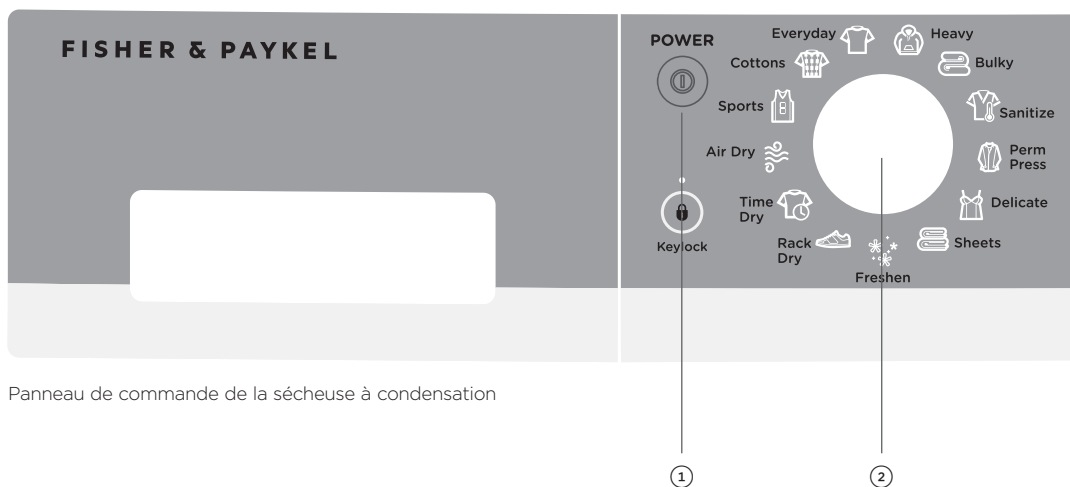 FISHER & PAYKEL
POWER
Everyday
Heavy
Cottons
Bulky
Sports
8
Sanitize
Air Dry
Perm
Press
Time
Dry
Delicate
Keylock
Rack
Dry
Sheets
Freshen
Panneau de commande de la sécheuse à condensation
1
2